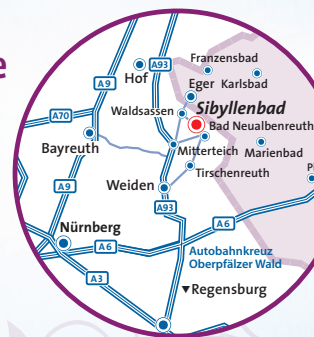 e
A93
Franzensbad
Hof
A9
Eger
Karlsbad
Waldsassen
Sibyllenbad
A70
Bad Neualbenreuth
Bayreuth
Mitterteich
Marienbad
Tirschenreuth
A9
Weiden
A93
Nürnberg
A6
A6
Autobahnkreuz
Oberpfälzer Wald
A3
▼Regensburg